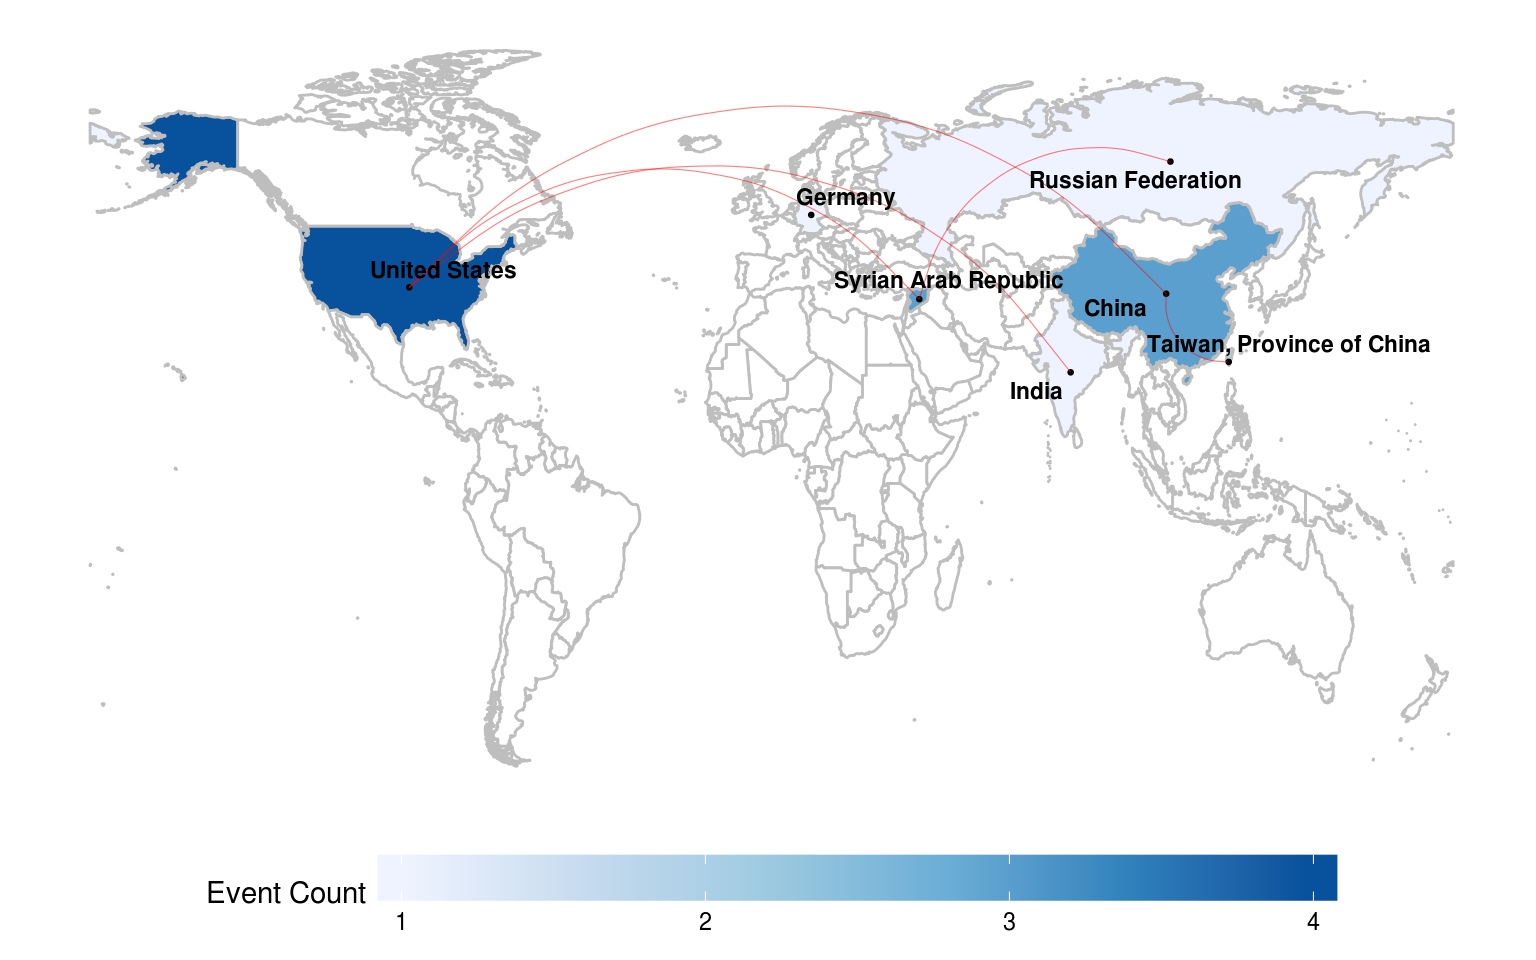 Russian Federation
Germany
United States
Syrian Arab Republic
China
Taiwan, Province of China
India
Event Count
1 2 3 4